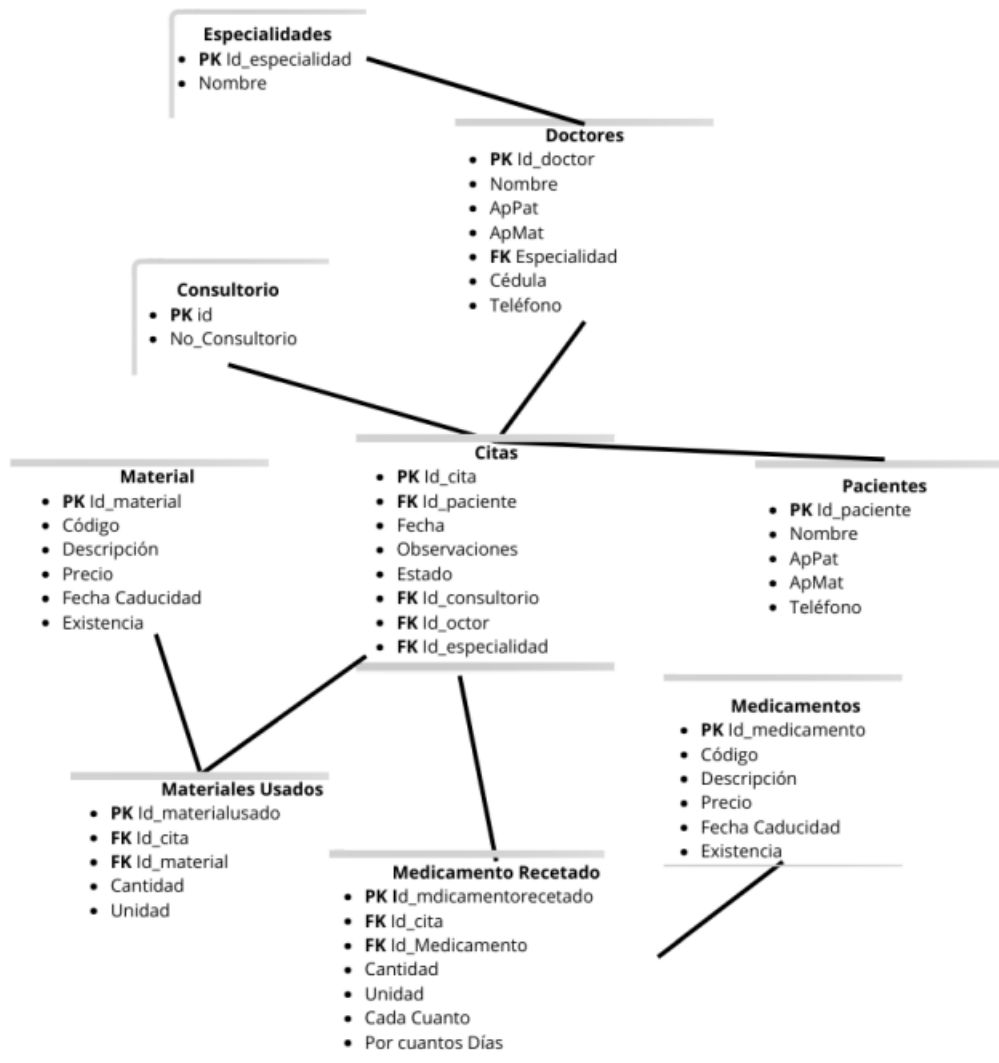 Especialidades
• PK Id_especialidad
• Nombre
Doctores
• PK Id_doctor
• Nombre
• ApPat
• ApMat
• FK Especialidad
• Cédula
• Teléfono
Consultorio
• PK id
• No_Consultorio
Citas
• PK Id_cita
• FK Id_paciente
• Fecha
• Observaciones
• Estado
• FK Id_consultorio
• FK Id_octor
• FK Id_especialidad
Material
• PK Id_material
• Código
• Descripción
• Precio
• Fecha Caducidad
• Existencia
Pacientes
• PK Id_paciente
• Nombre
• ApPat
• ApMat
• Teléfono
Medicamentos
• PK Id_medicamento
• Código
• Descripción
• Precio
• Fecha Caducidad
• Existencia
Materiales Usados
• PK Id_materialusado
• FK Id_cita
• FK Id_material
• Cantidad
• Unidad
Medicamento Recetado
• PK Id_mdicamentorecetado
• FK Id_cita
• FK Id_Medicamento
• Cantidad
• Unidad
• Cada Cuanto
• Por cuantos Días